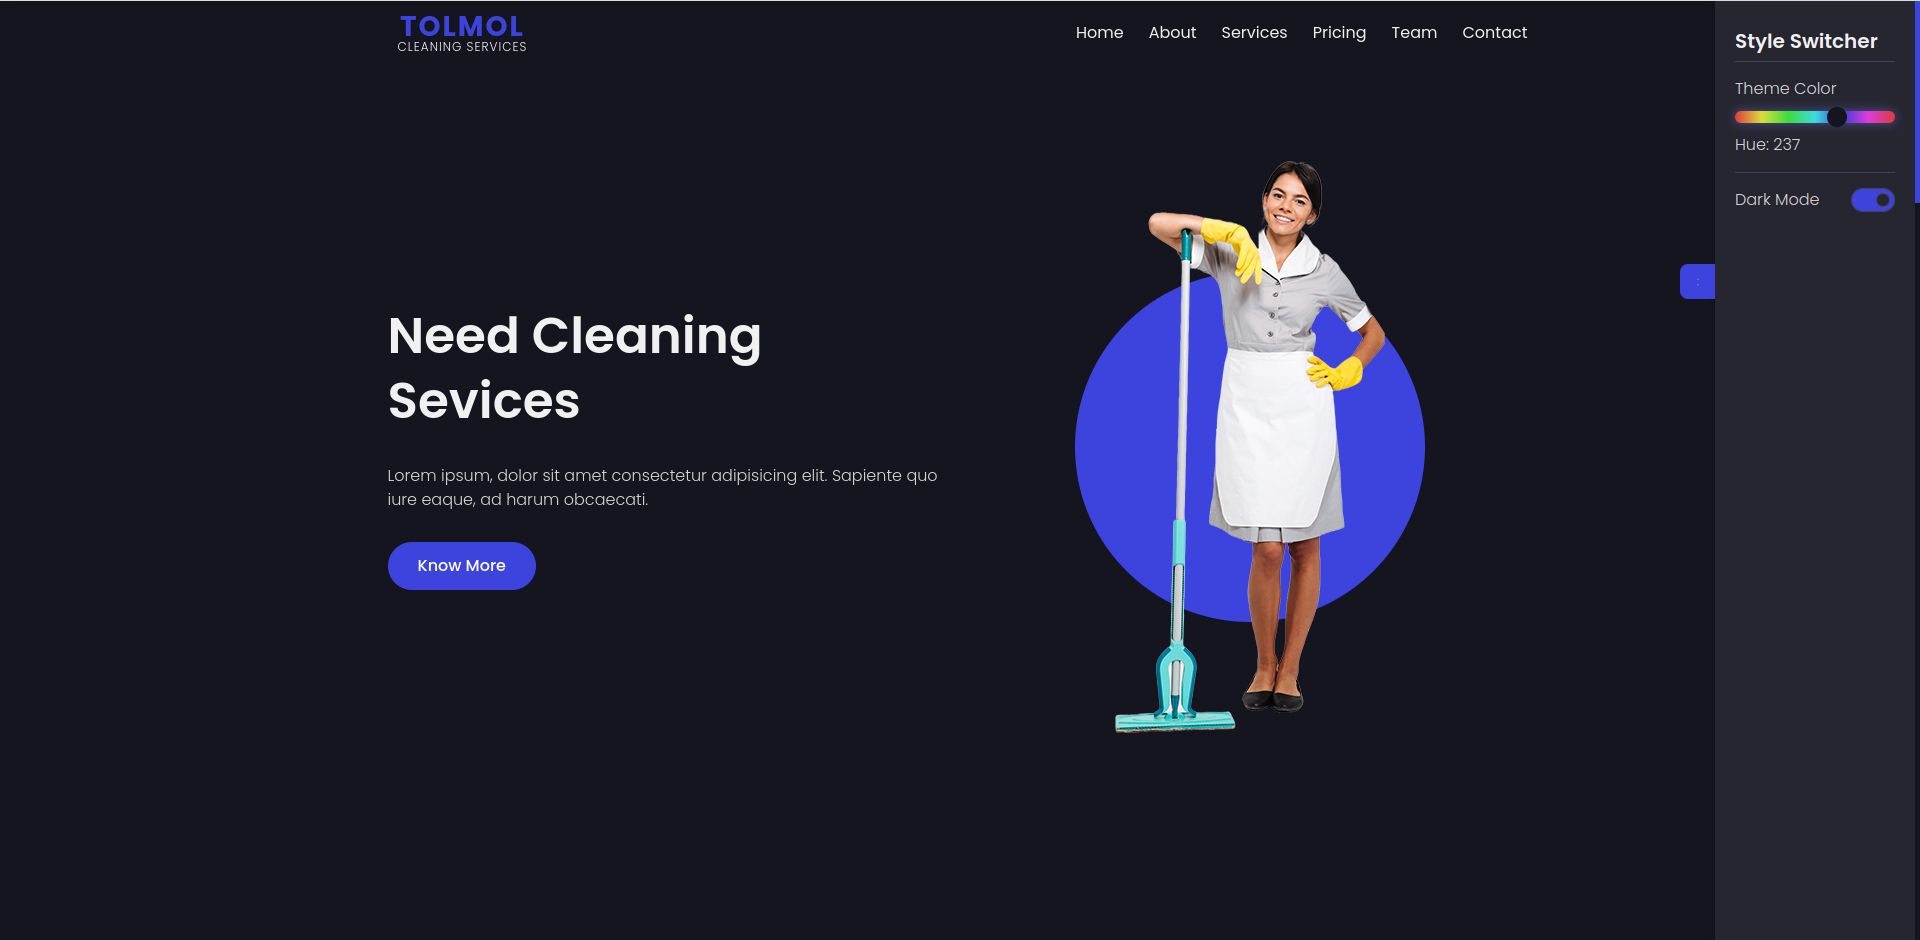 TOLMOL
CLEANING SERVICES
Home About Services Pricing Team Contact
Need Cleaning
Sevices
Lorem ipsum, dolor sit amet consectetur adipisicing elit. Sapiente quo
iure eaque, ad harum obcaecati.
Know More
Style Switcher
Theme Color
Hue: 237
Dark Mode
: